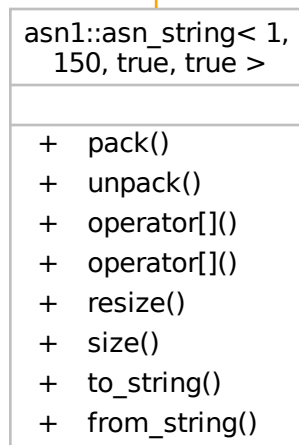 asn1::asn_string< 1,
150, true, true >
+ pack()
+ unpack()
+ operator[]()
+ operator[]()
+ resize()
+ size()
+ to_string()
+ from_string()